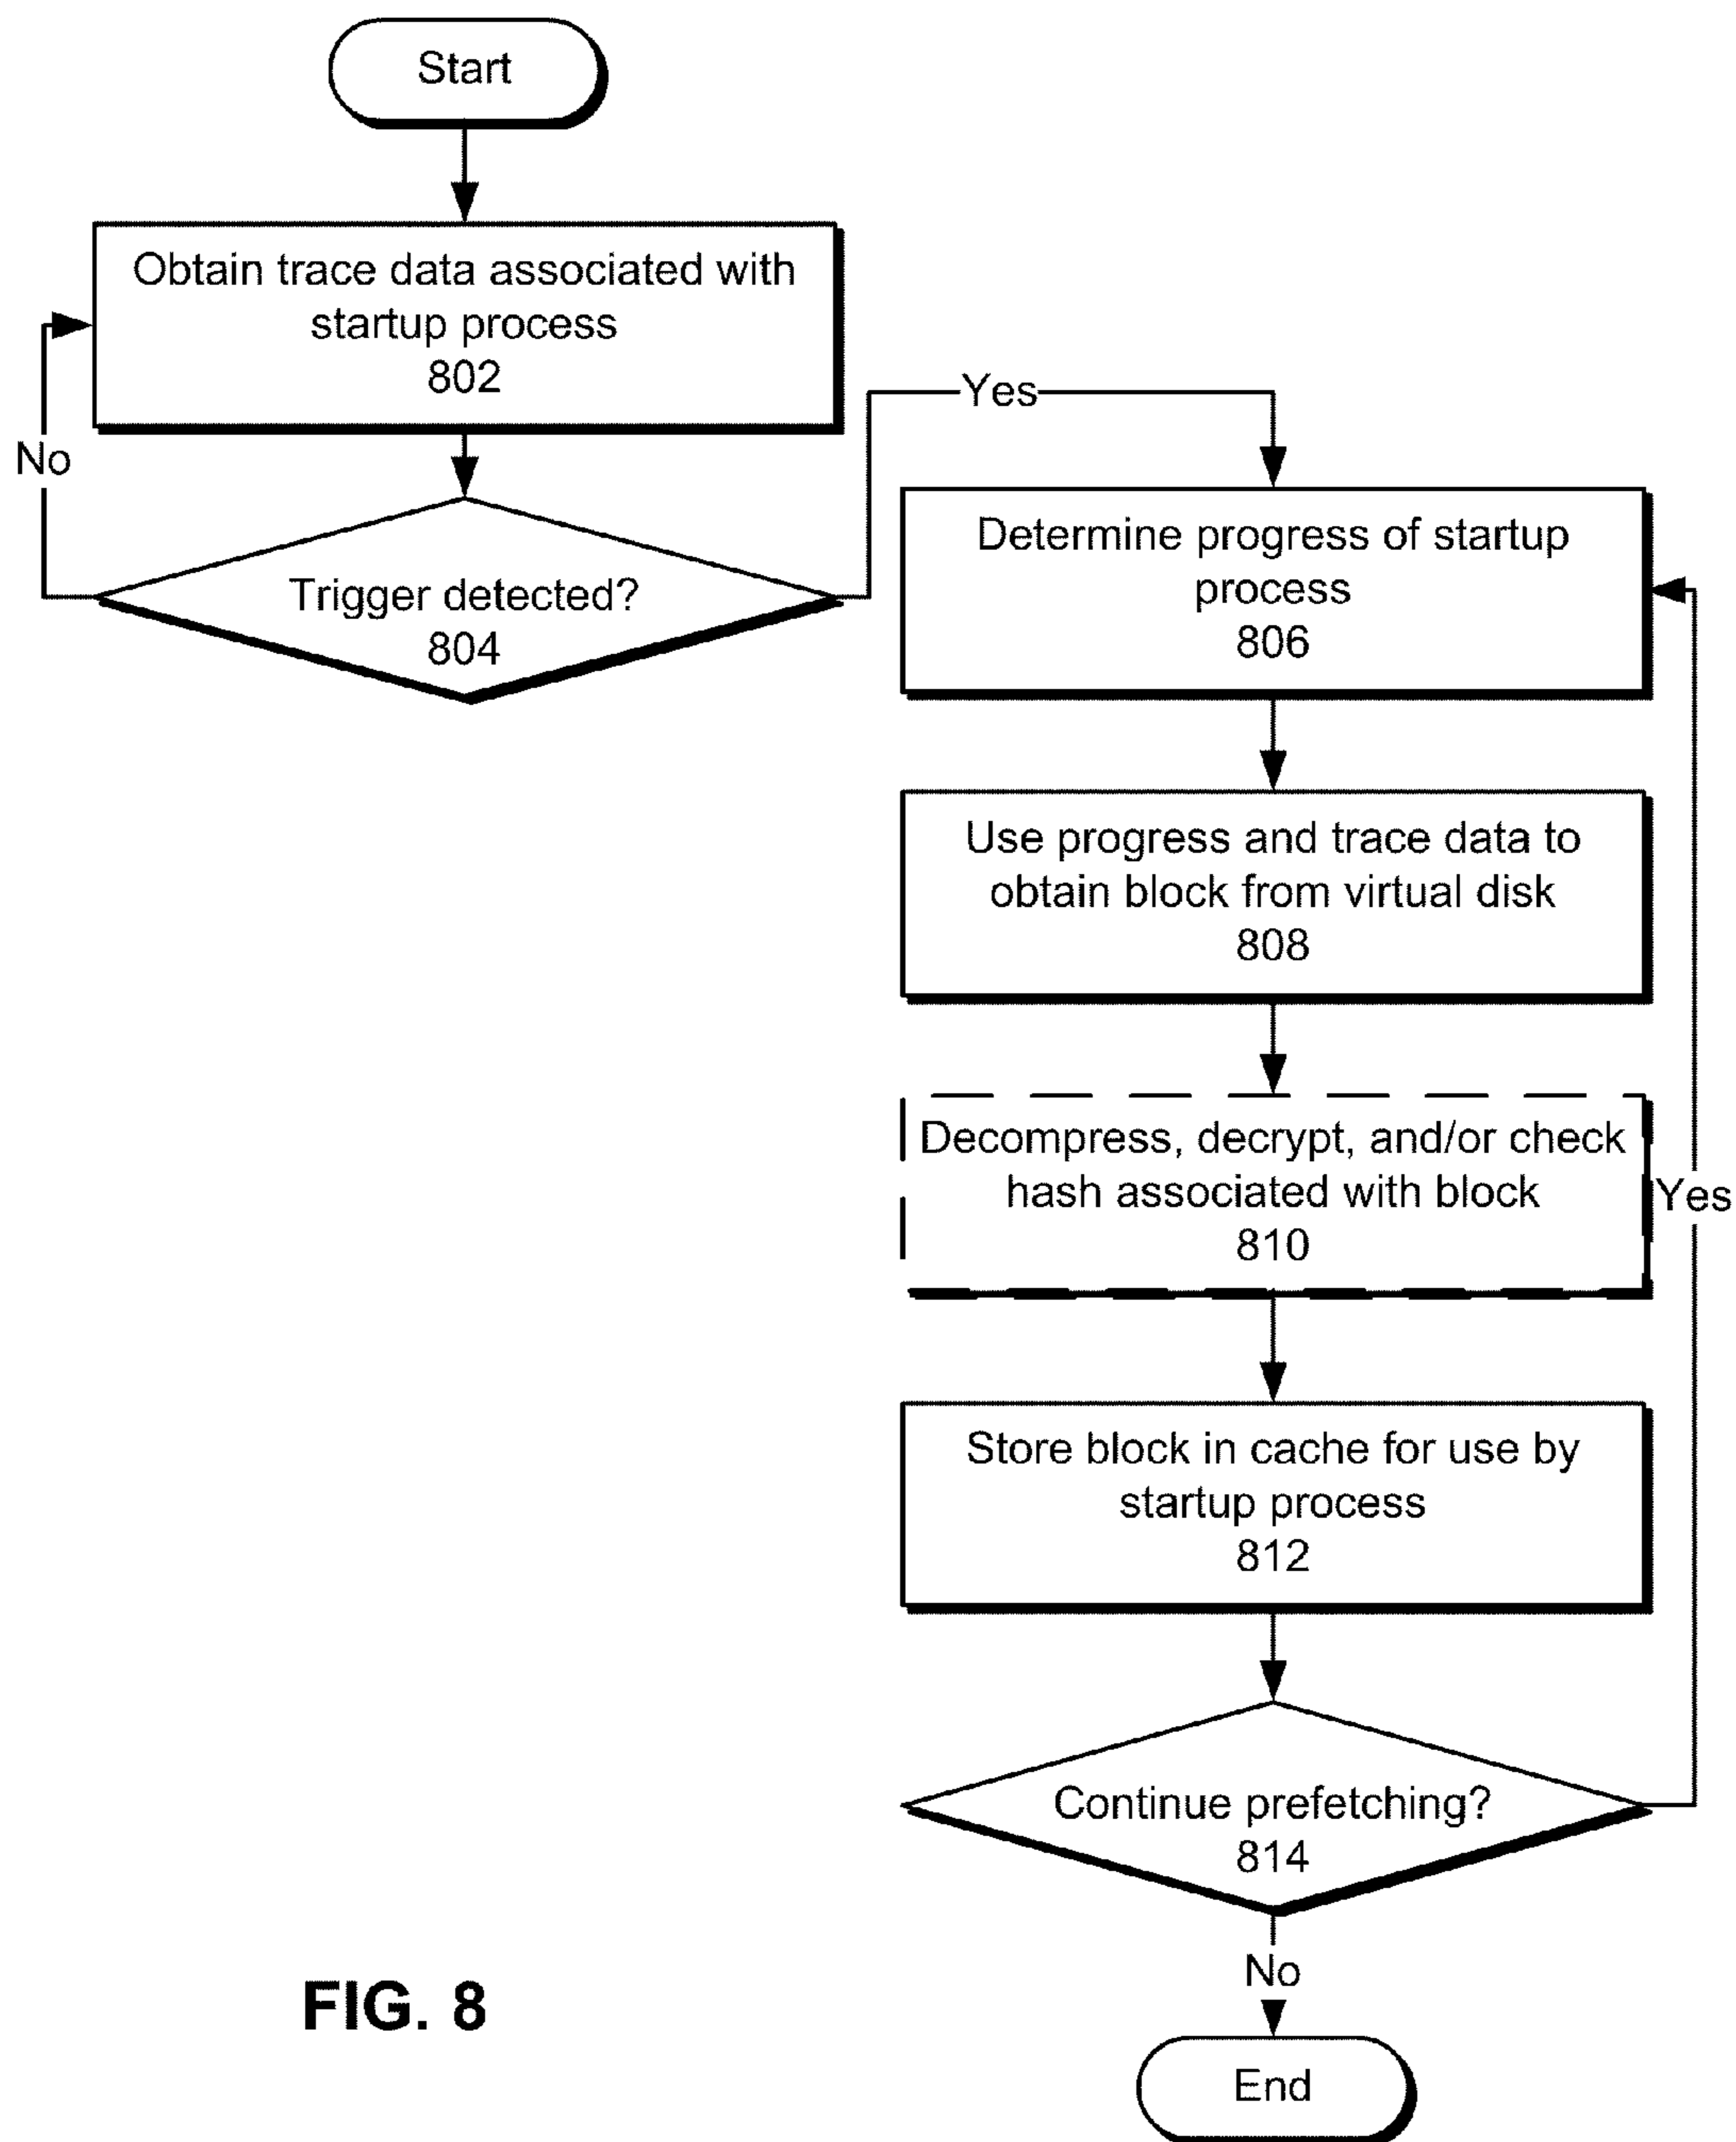 Start
Obtain trace data associated with
startup process
802
No
Trigger detected?
804
Yes
Determine progress of startup
process
806
Use progress and trace data to
obtain block from virtual disk
808
Decompress, decrypt, and/or check
hash associated with block
810
Yes
Store block in cache for use by
startup process
812
Continue prefetching?
814
No
End
FIG. 8